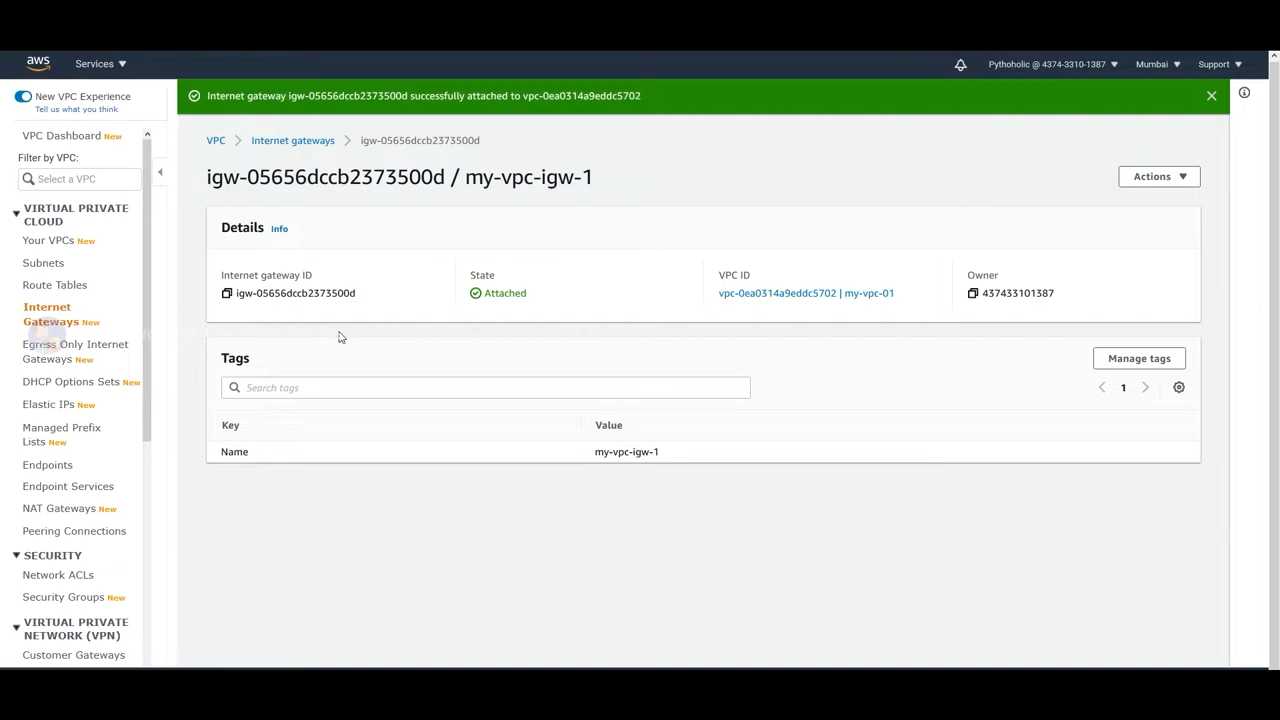 aws
Services
Pythoholic @ 4374-3310-1387
Mumbai
Support
New VPC Experience
Tell us what you think
VPC Dashboard New
Filter by VPC:
Select a VPC
VIRTUAL PRIVATE
CLOUD
Your VPCs New
Subnets
Route Tables
Internet
Gateways New
Egress Only Internet
Gateways New
DHCP Options Sets New
Elastic IPs New
Managed Prefix
Lists New
Endpoints
Endpoint Services
NAT Gateways New
Peering Connections
SECURITY
Network ACLs
Security Groups New
VIRTUAL PRIVATE
NETWORK (VPN)
Customer Gateways
Internet gateway igw-05656dccb2373500d successfully attached to vpc-0ea0314a9eddc5702
VPC
Internet gateways
igw-05656dccb2373500d
igw-05656dccb2373500d / my-vpc-igw-1
Actions
Details Info
Internet gateway ID
igw-05656dccb2373500d
State
Attached
VPC ID
vpc-0ea0314a9eddc5702 | my-vpc-01
Owner
437433101387
Tags
Manage tags
Search tags
1
Key Value
Name my-vpc-igw-1